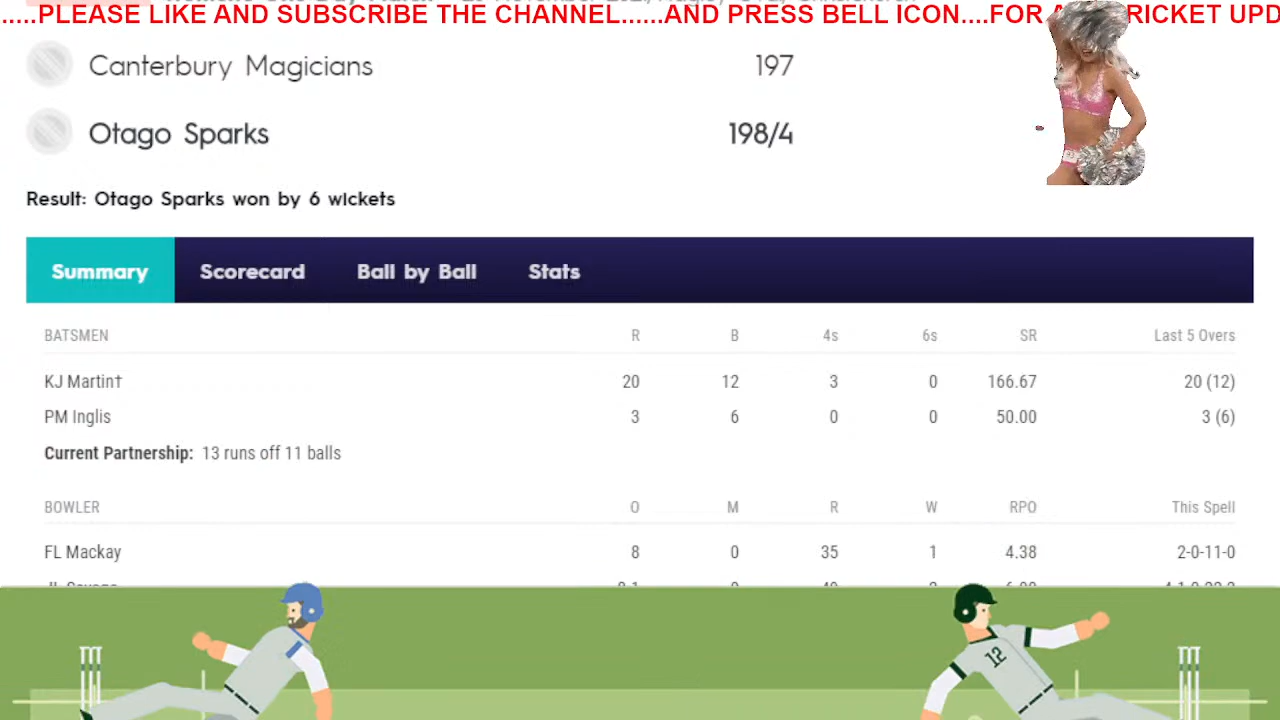 .....PLEASE LIKE AND SUBSCRIBE THE CHANNEL......AND PRESS BELL ICON....FOR A RICKET UPD
Canterbury Magicians 197
Otago Sparks 198/4
Result: Otago Sparks won by 6 wickets
Summary Scorecard Ball by Ball Stats
BATSMEN R B 4s 6s SR Last 5 Overs
KJ Martin† 20 12 3 0 166.67 20 (12)
PM Inglis 3 6 0 0 50.00 3 (6)
Current Partnership: 13 runs off 11 balls
BOWLER O M R W RPO This Spell
FL Mackay 8 0 35 1 4.38 2-0-11-0
12